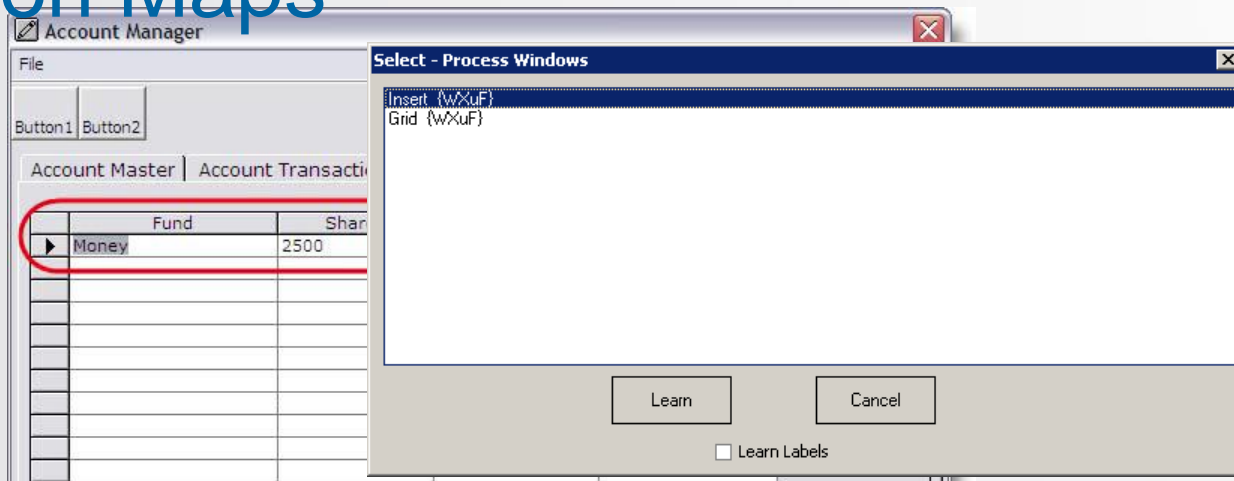 on Maps
Account Manager
File
Button1 Button2
Account Master Account Transacti
Fund Shar
Money 2500
Select - Process Windows
Insert {WXuF}
Grid {WXuF}
Learn Cancel
Learn Labels